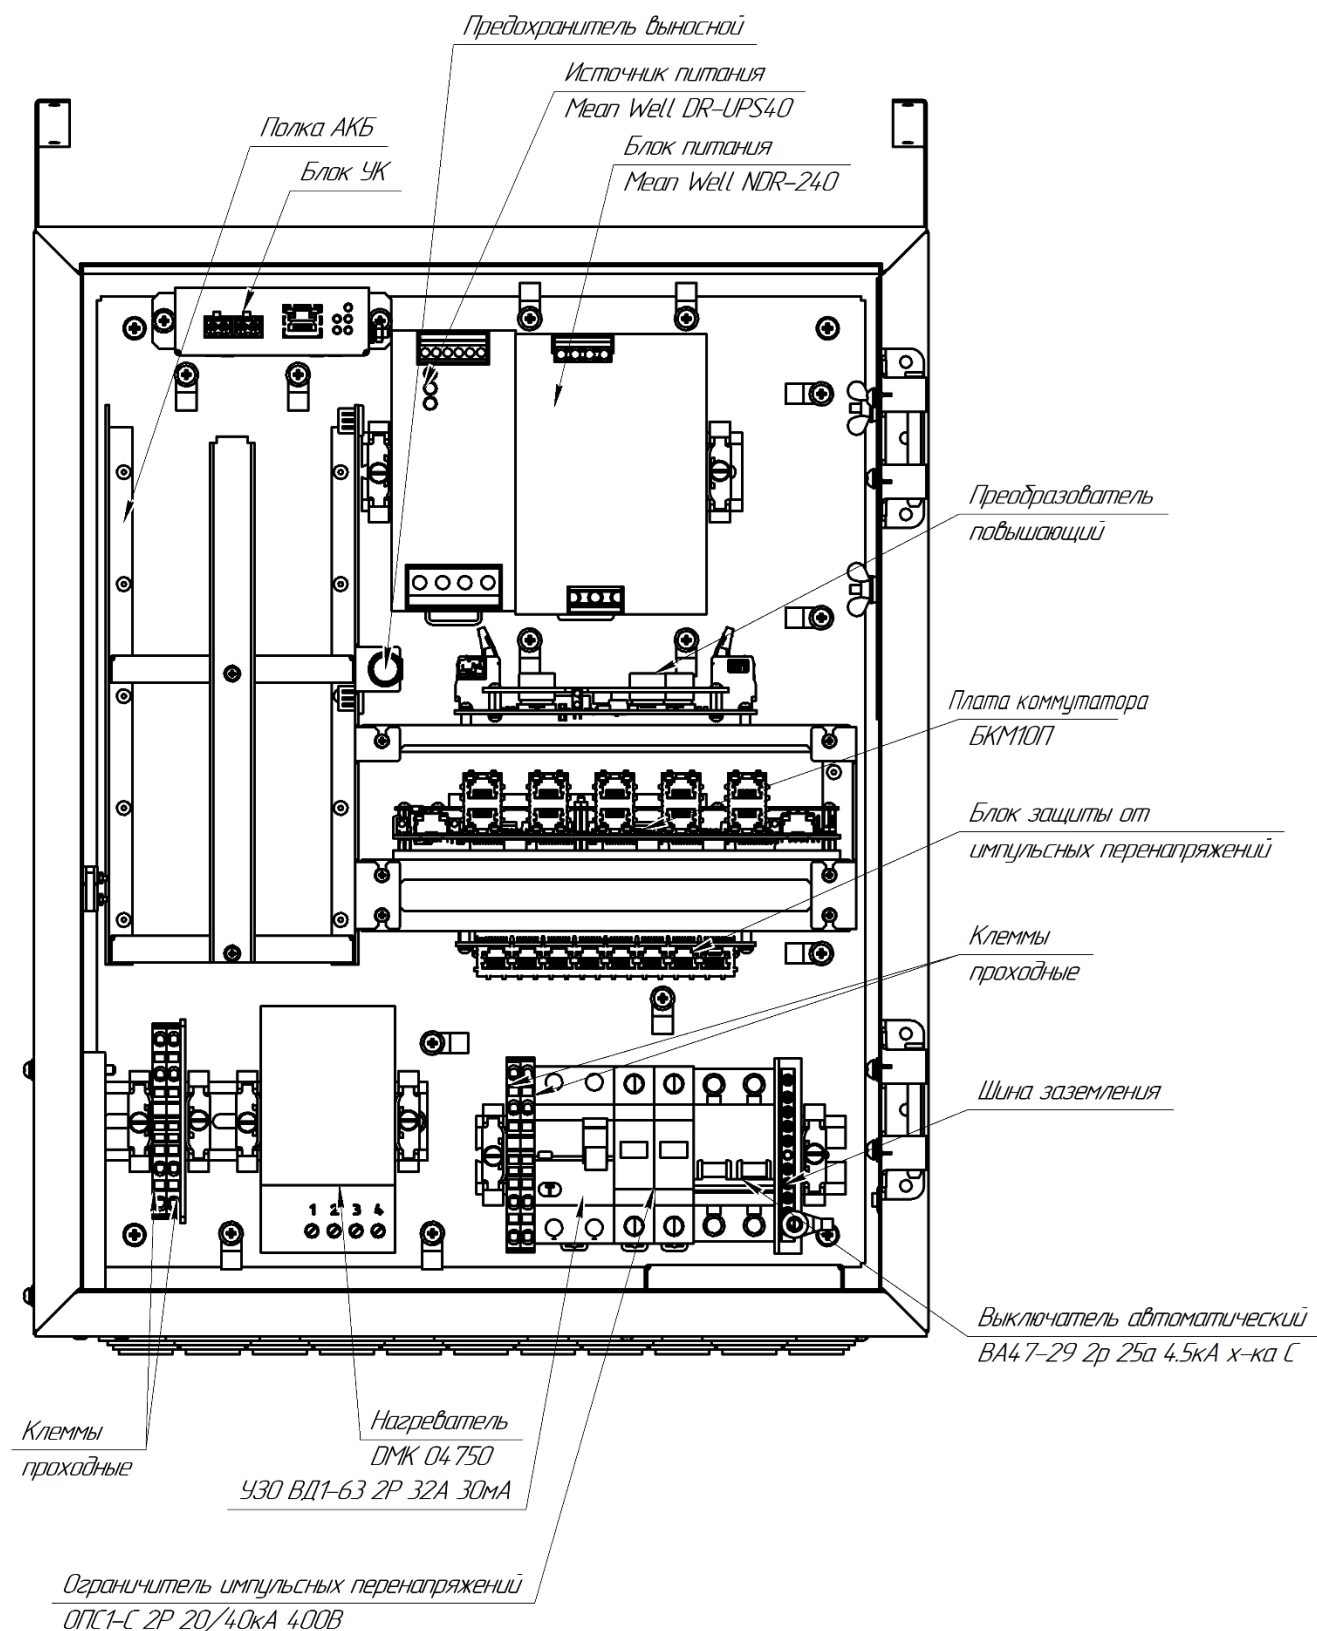 Предохранитель выносной
Источник питания
Mean Well DR-UPS40
Полка АКБ
Блок питания
Блок УК
Mean Well NDR-240
Преобразователь
повышающий
Плата коммутатора
БКМ10П
Блок защиты от
импульсных перенапряжений
Клеммы
проходные
Шина заземления
1 2 3 4
Выключатель автоматический
ВА47-29 2р 25а 4.5кА х-ка С
Клеммы
проходные
Нагреватель
DMK 04750
УЗО ВД1-63 2Р 32А 30мА
Ограничитель импульсных перенапряжений
ОПС1-С 2Р 20/40кА 400В